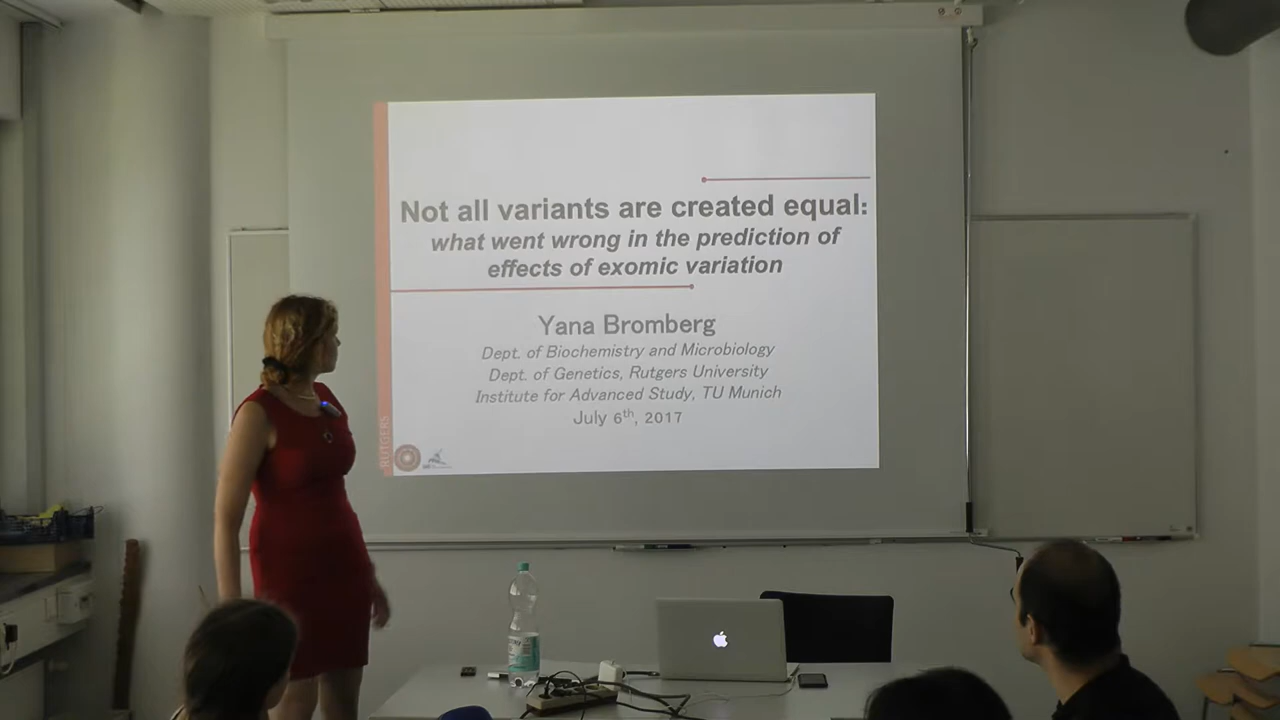 Not all variants are created equal:
what went wrong in the prediction of
effects of exomic variation
Yana Bromberg
Dept. of Biochemistry and Microbiology
Dept. of Genetics, Rutgers University
Institute for Advanced Study, TU Munich
July 6th, 2017
RUTGERS